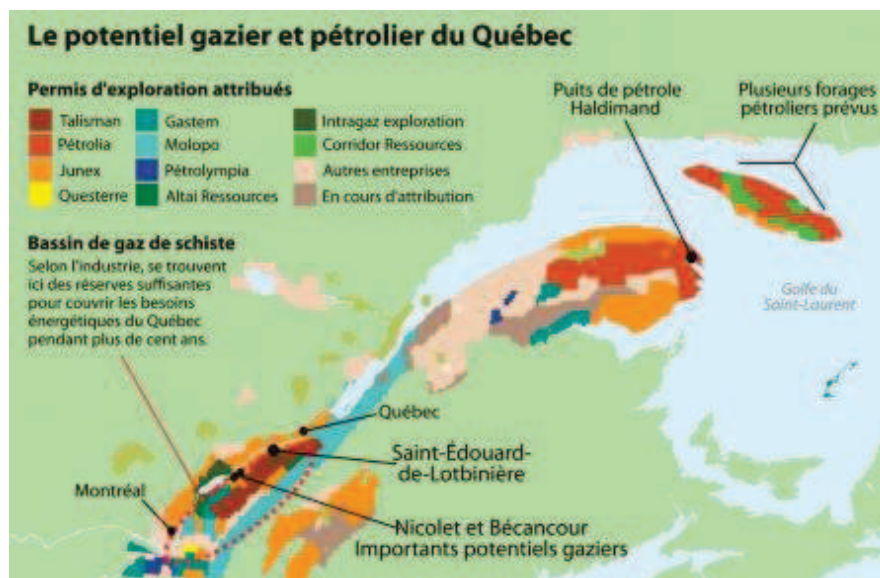 Le potentiel gazier et pétrolier du Québec
Permis d'exploration attribués
Talisman
Pétrolia
Junex
Questerre
Gastem
Molopo
Pétrolympia
Altai Ressources
Intragaz exploration
Corridor Ressources
Autres entreprises
En cours d'attribution
Puits de pétrole
Haldimand
Plusieurs forages
pétroliers prévus
Bassin de gaz de schiste
Selon l'industrie, se trouvent
ici des réserves suffisantes
pour couvrir les besoins
énergétiques du Québec
pendant plus de cent ans.
Golfe du
Saint-Laurent
Québec
Saint-Édouard-
de-Lotbinière
Montréal
Nicolet et Bécancour
Importants potentiels gaziers